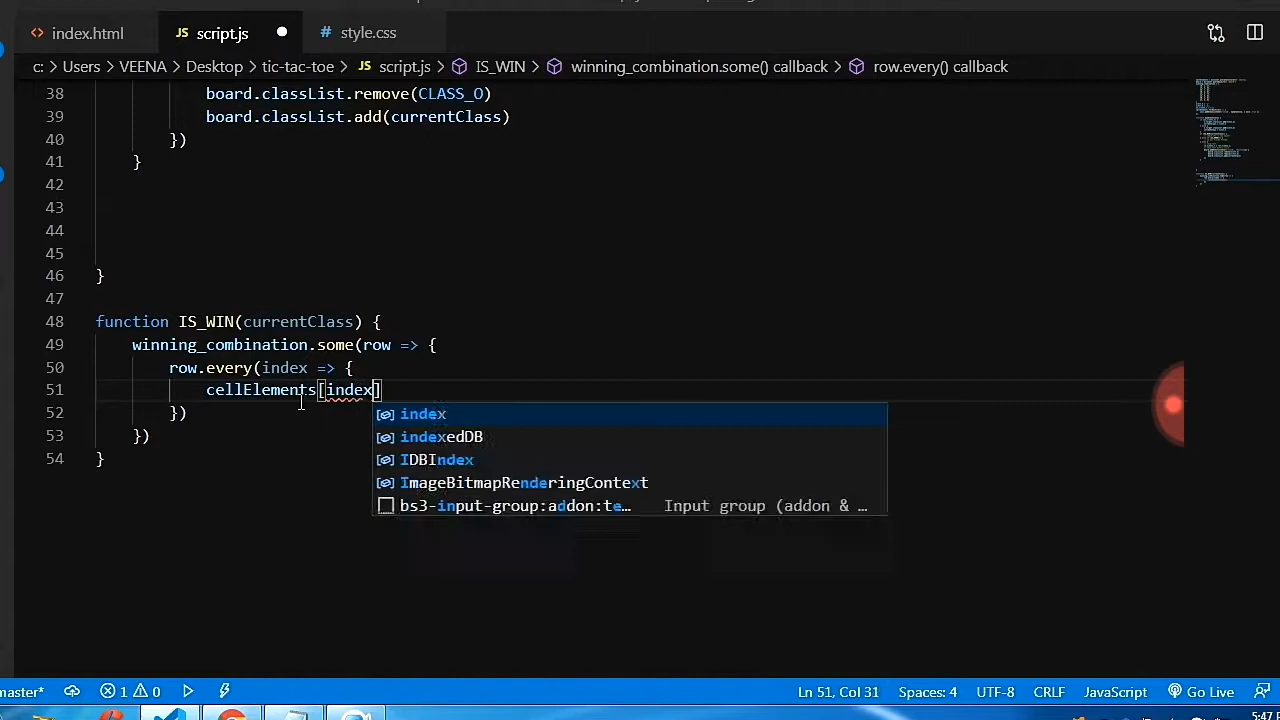 index.html
JS script.js
# style.css
c: > Users > VEENA > Desktop > tic-tac-toe > JS script.js > IS_WIN > winning_combination.some() callback > row.every() callback
38 board.classList.remove(CLASS_O)
39 board.classList.add(currentClass)
40 })
41 }
42
43
44
45
46 }
47
48 function IS_WIN(currentClass) {
49 winning_combination.some(row => {
50 row.every(index => {
51 cellElements[index]
52 })
53 })
54 }
index
indexedDB
IDBIndex
ImageBitmapRenderingContext
bs3-input-group:addon:te… Input group (addon & …
master* 1 0 Ln 51, Col 31 Spaces: 4 UTF-8 CRLF JavaScript Go Live